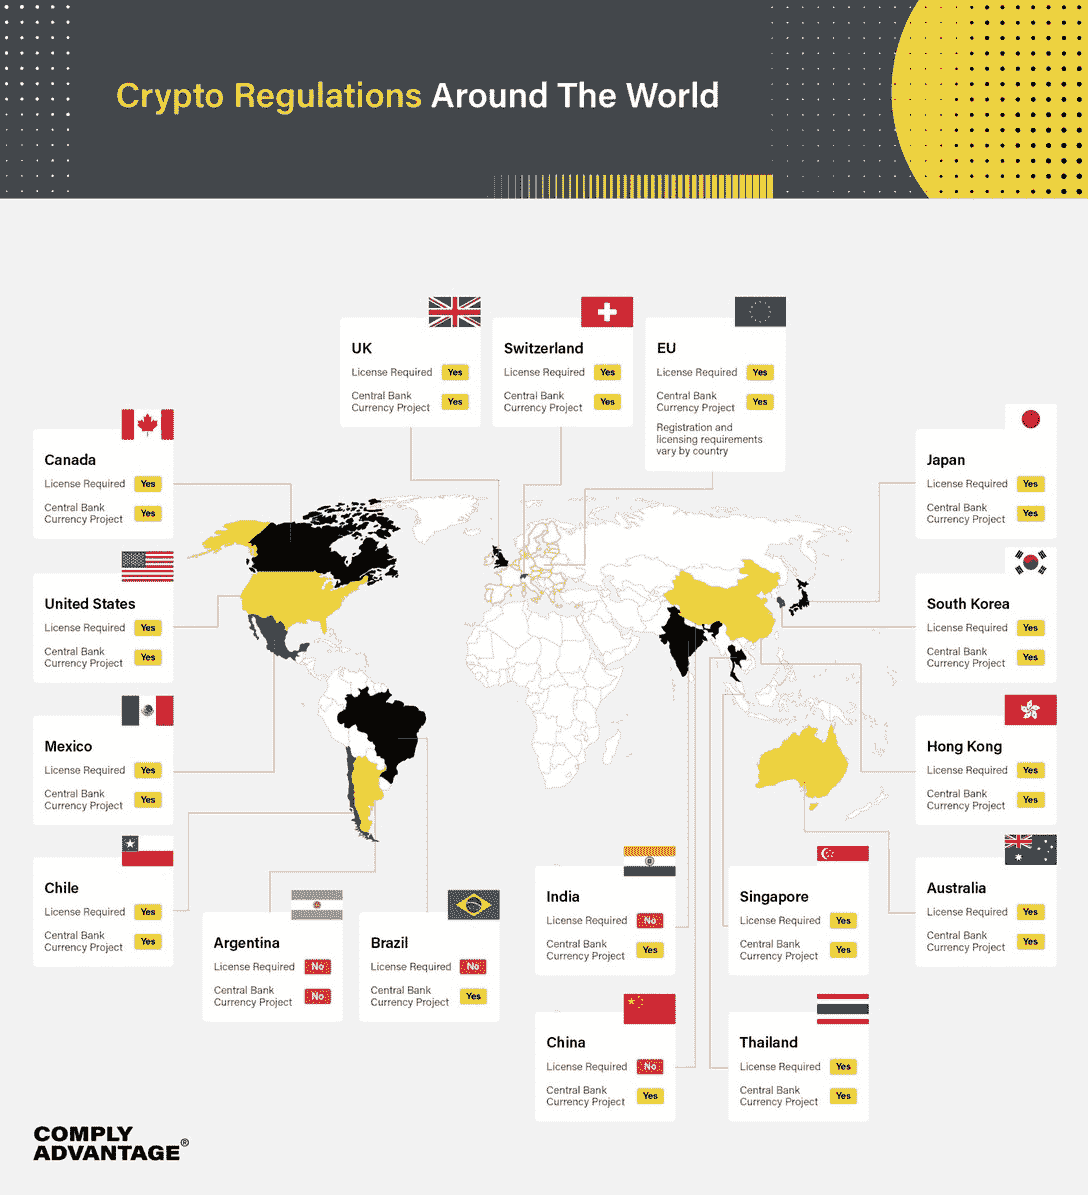 Crypto Regulations Around The World
UK
License Required Yes
Central Bank
Currency Project Yes
Switzerland
License Required Yes
Central Bank
Currency Project Yes
EU
License Required Yes
Central Bank
Currency Project Yes
Registration and
licensing requirements
vary by country
Canada
License Required Yes
Central Bank
Currency Project Yes
United States
License Required Yes
Central Bank
Currency Project Yes
Mexico
License Required Yes
Central Bank
Currency Project Yes
Chile
License Required Yes
Central Bank
Currency Project Yes
Argentina
License Required No
Central Bank
Currency Project No
Brazil
License Required No
Central Bank
Currency Project Yes
Japan
License Required Yes
Central Bank
Currency Project Yes
South Korea
License Required Yes
Central Bank
Currency Project Yes
Hong Kong
License Required Yes
Central Bank
Currency Project Yes
Australia
License Required Yes
Central Bank
Currency Project Yes
India
License Required No
Central Bank
Currency Project Yes
Singapore
License Required Yes
Central Bank
Currency Project Yes
China
License Required No
Central Bank
Currency Project Yes
Thailand
License Required Yes
Central Bank
Currency Project Yes
COMPLY
ADVANTAGE®